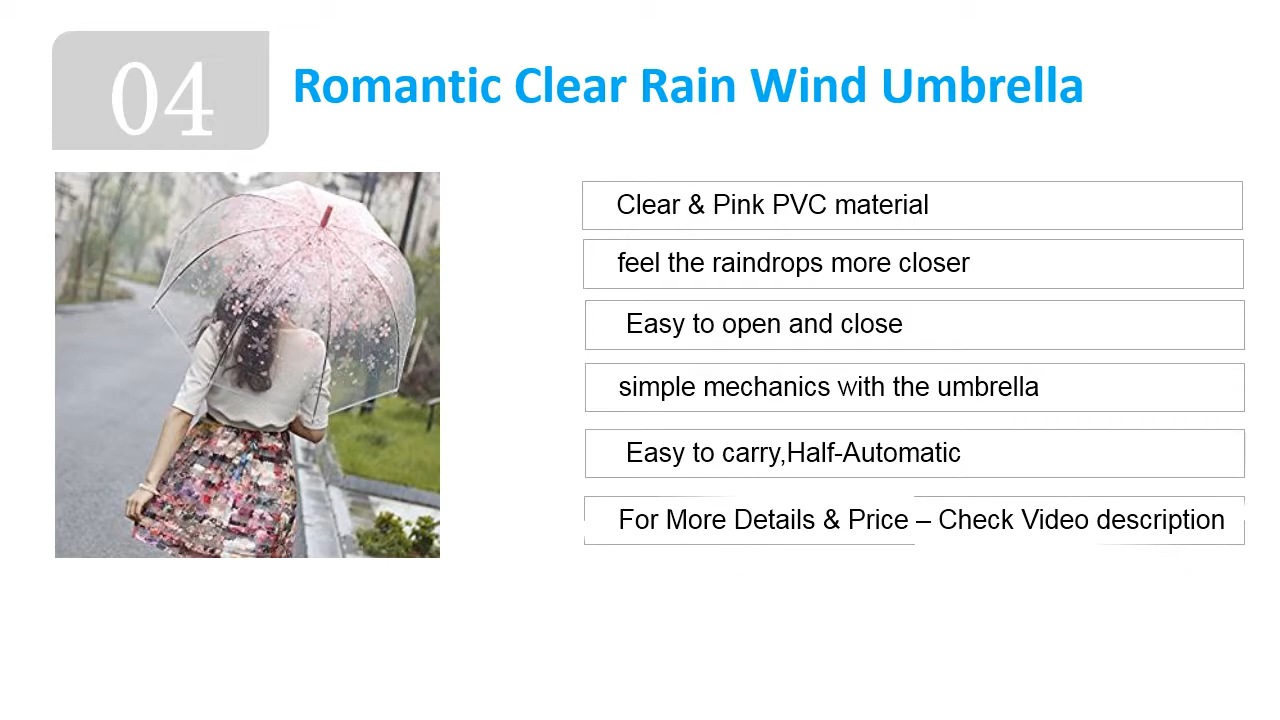 04
Romantic Clear Rain Wind Umbrella
Clear & Pink PVC material
feel the raindrops more closer
Easy to open and close
simple mechanics with the umbrella
Easy to carry,Half-Automatic
For More Details & Price – Check Video description